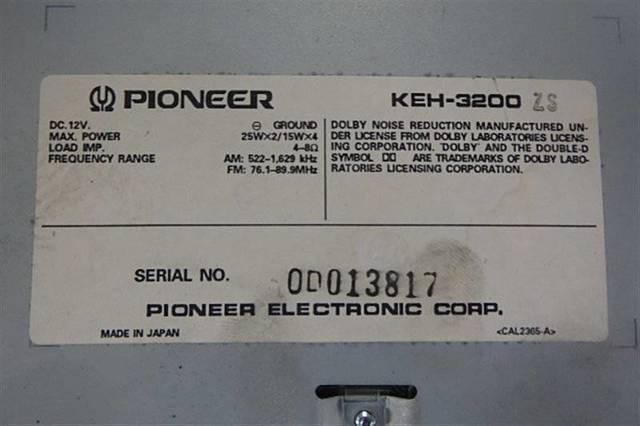 PIONEER KEH-3200 ZS
DC.12V. ⊖ GROUND
MAX. POWER 25W×2/15W×4
LOAD IMP. 4-8Ω
FREQUENCY RANGE AM: 522-1,629 kHz
FM: 76.1-89.9MHz
DOLBY NOISE REDUCTION MANUFACTURED UN-
DER LICENSE FROM DOLBY LABORATORIES LICENS-
ING CORPORATION. "DOLBY" AND THE DOUBLE-D
SYMBOL DD ARE TRADEMARKS OF DOLBY LABO-
RATORIES LICENSING CORPORATION.
SERIAL NO. OD013817
PIONEER ELECTRONIC CORP.
MADE IN JAPAN <CAL2365-A>